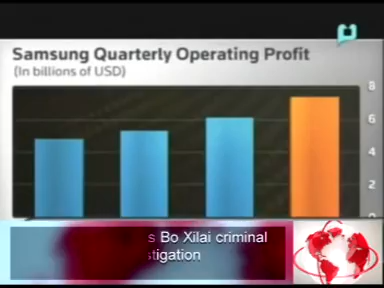 Samsung Quarterly Operating Profit
(In billions of USD)
8
6
4
2
0
s Bo Xilai criminal
tigation